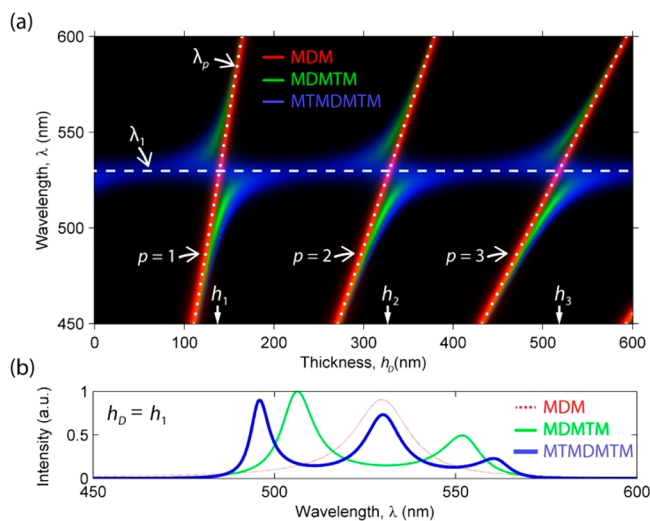 (a)
600
550
500
450
Wavelength, λ (nm)
λp
λ1
MDM
MDMTM
MTMDMTM
p = 1
p = 2
p = 3
h1
h2
h3
0 100 200 300 400 500 600
Thickness, hD(nm)
(b)
1
0.5
0
Intensity (a.u.)
hD = h1
MDM
MDMTM
MTMDMTM
450 500 550 600
Wavelength, λ (nm)